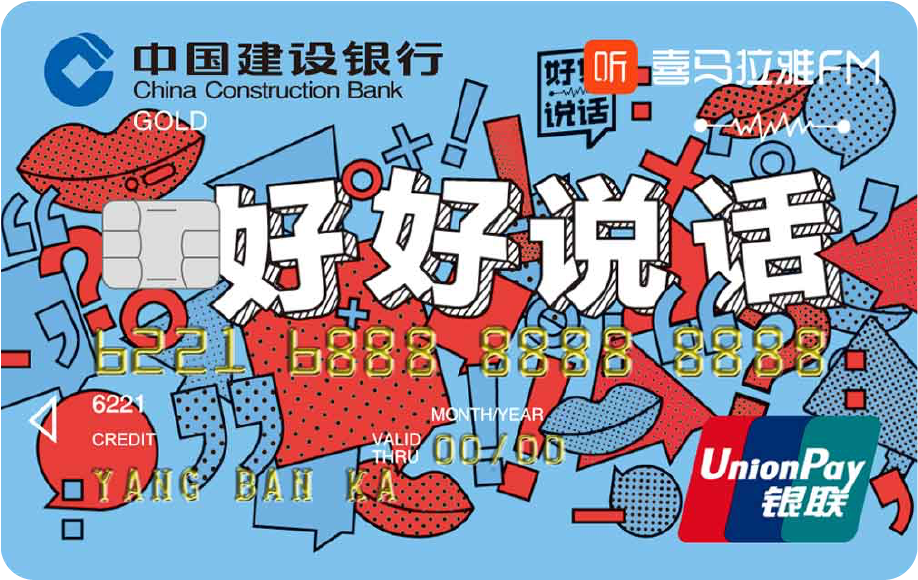 中国建设银行
China Construction Bank
GOLD
好好
说话
听 喜马拉雅FM
好好说话
6221 6888 8888 8888
6221
MONTH/YEAR
CREDIT
VALID
THRU
00/00
YANG BAN KA
UnionPay
银联